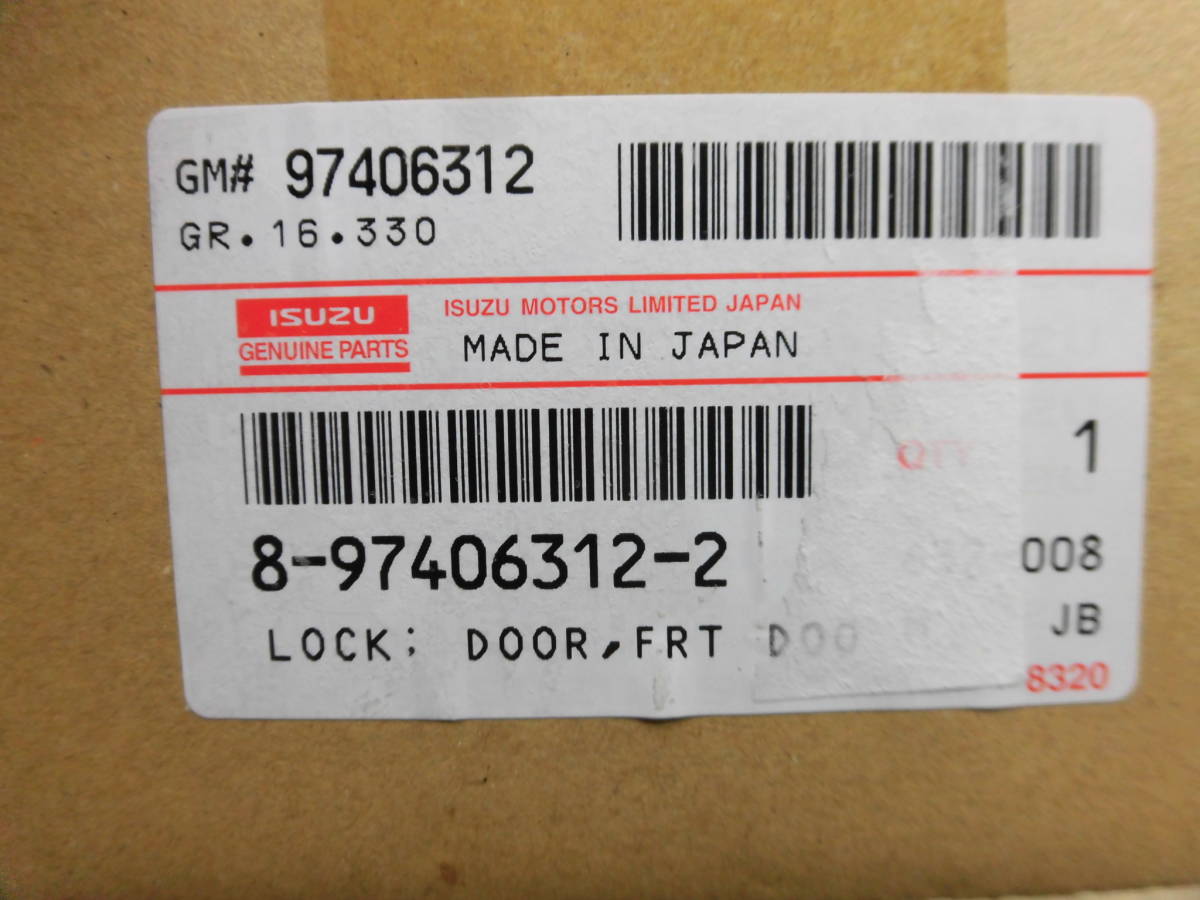 GM# 97406312
GR.16.330
ISUZU
GENUINE PARTS
ISUZU MOTORS LIMITED JAPAN
MADE IN JAPAN
1
8-97406312-2
008
LOCK; DOOR,FRT
JB
8320